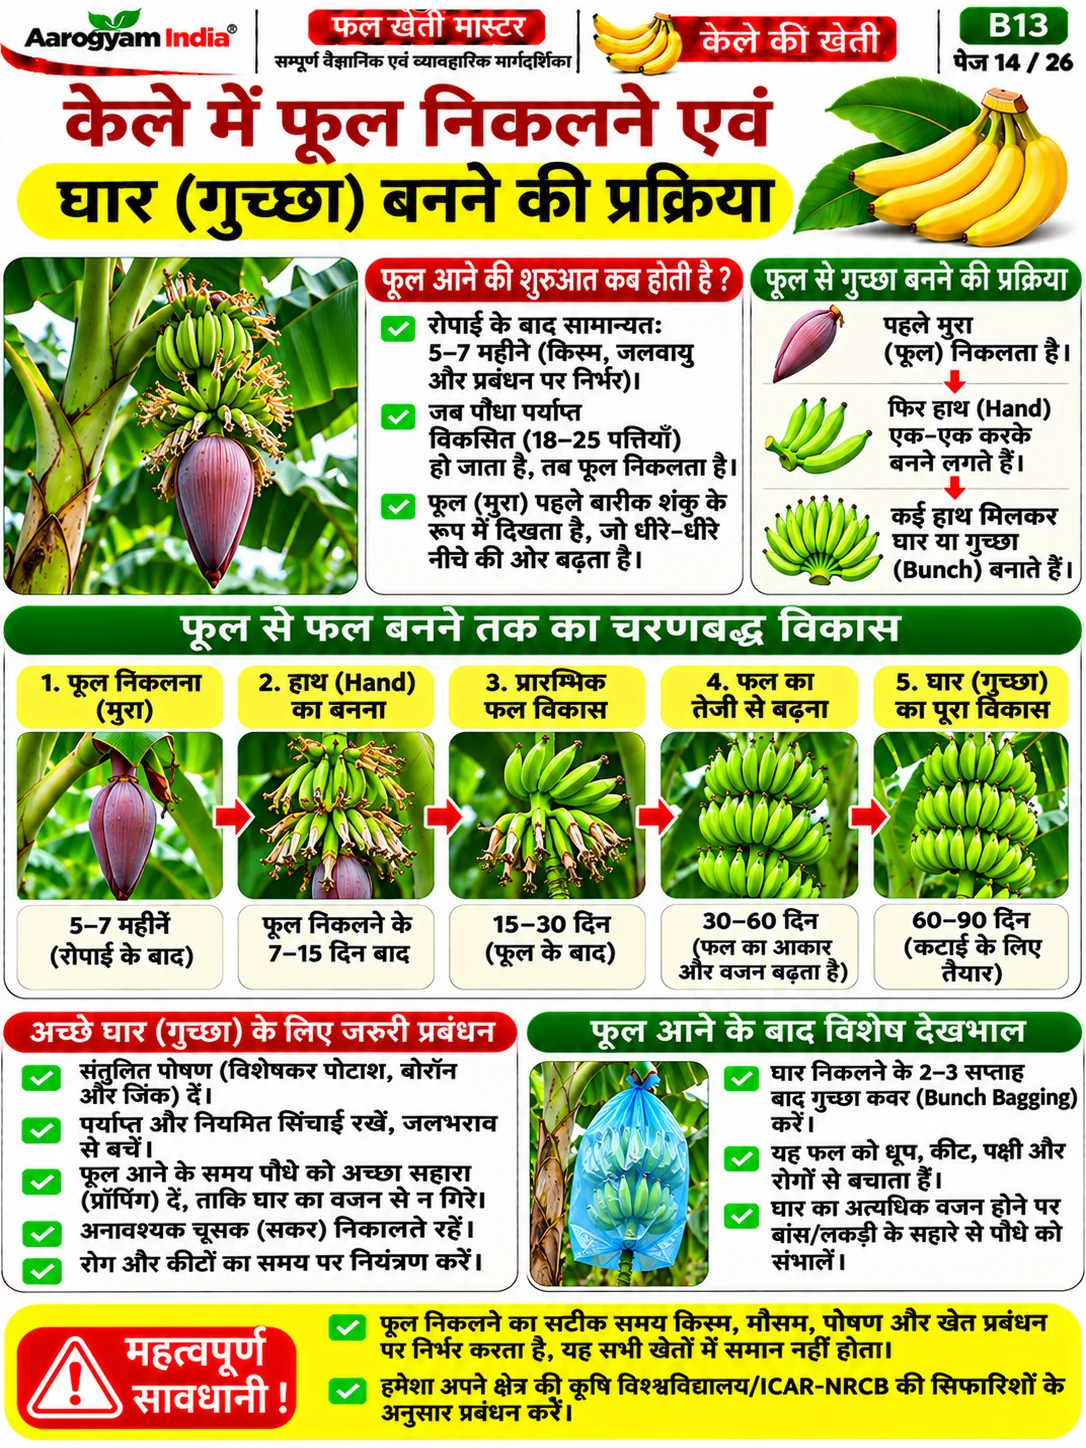 Aarogyam India®
फल खेती मास्टर
सम्पूर्ण वैज्ञानिक एवं व्यावहारिक मार्गदर्शिका
केले की खेती
B13
पेज 14 / 26
केले में फूल निकलने एवं
घार (गुच्छा) बनने की प्रक्रिया
फूल आने की शुरुआत कब होती है ?
रोपाई के बाद सामान्यत:
5–7 महीने (किस्म, जलवायु
और प्रबंधन पर निर्भर)।
जब पौधा पर्याप्त
विकसित (18–25 पत्तियाँ)
हो जाता है, तब फूल निकलता है।
फूल (मुरा) पहले बारीक शंकु के
रूप में दिखता है, जो धीरे-धीरे
नीचे की ओर बढ़ता है।
फूल से गुच्छा बनने की प्रक्रिया
पहले मुरा
(फूल) निकलता है।
फिर हाथ (Hand)
एक-एक करके
बनने लगते हैं।
कई हाथ मिलकर
घार या गुच्छा
(Bunch) बनाते हैं।
फूल से फल बनने तक का चरणबद्ध विकास
1. फूल निकलना
(मुरा)
2. हाथ (Hand)
का बनना
3. प्रारम्भिक
फल विकास
4. फल का
तेजी से बढ़ना
5. घार (गुच्छा)
का पूरा विकास
5–7 महीनें
(रोपाई के बाद)
फूल निकलने के
7–15 दिन बाद
15–30 दिन
(फूल के बाद)
30–60 दिन
(फल का आकार
और वजन बढ़ता है)
60–90 दिन
(कटाई के लिए
तैयार)
अच्छे घार (गुच्छा) के लिए जरुरी प्रबंधन
संतुलित पोषण (विशेषकर पोटाश, बोरॉन
और जिंक) दें।
पर्याप्त और नियमित सिंचाई रखें, जलभराव
से बचें।
फूल आने के समय पौधे को अच्छा सहारा
(प्रॉपिंग) दें, ताकि घार का वजन से न गिरे।
अनावश्यक चूसक (सकर) निकालते रहें।
रोग और कीटों का समय पर नियंत्रण करें।
फूल आने के बाद विशेष देखभाल
घार निकलने के 2–3 सप्ताह
बाद गुच्छा कवर (Bunch Bagging)
करें।
यह फल को धूप, कीट, पक्षी और
रोगों से बचाता हैं।
घार का अत्यधिक वजन होने पर
बांस/लकड़ी के सहारे से पौधे को
संभालें।
महत्वपूर्ण
सावधानी !
फूल निकलने का सटीक समय किस्म, मौसम, पोषण और खेत प्रबंधन
पर निर्भर करता है, यह सभी खेतों में समान नहीं होता।
हमेशा अपने क्षेत्र की कृषि विश्वविद्यालय/ICAR-NRCB की सिफारिशों के
अनुसार प्रबंधन करें।